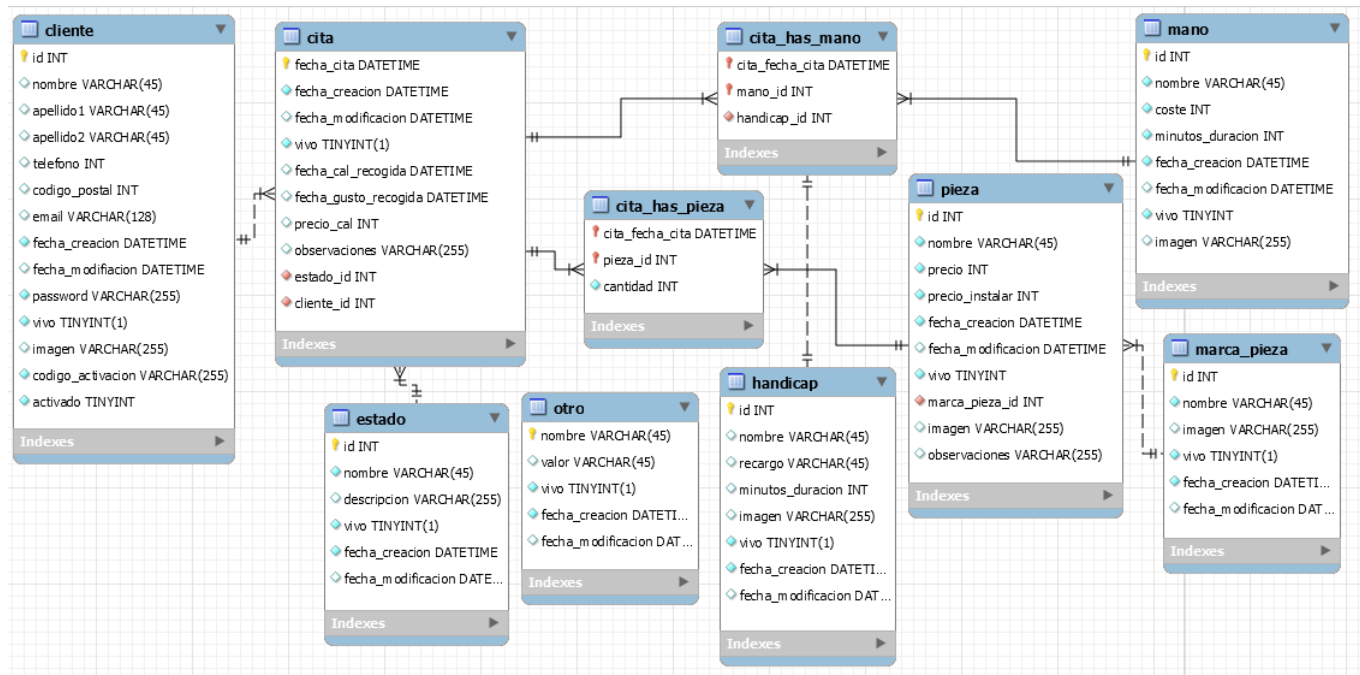 cliente
id INT
nombre VARCHAR(45)
apellido1 VARCHAR(45)
apellido2 VARCHAR(45)
telefono INT
codigo_postal INT
email VARCHAR(128)
fecha_creacion DATETIME
fecha_modifiacion DATETIME
password VARCHAR(255)
vivo TINYINT(1)
imagen VARCHAR(255)
codigo_activacion VARCHAR(255)
activado TINYINT
Indexes
cita
fecha_cita DATETIME
fecha_creacion DATETIME
fecha_modificacion DATETIME
vivo TINYINT(1)
fecha_cal_recogida DATETIME
fecha_gusto_recogida DATETIME
precio_cal INT
observaciones VARCHAR(255)
estado_id INT
cliente_id INT
Indexes
cita_has_mano
cita_fecha_cita DATETIME
mano_id INT
handicap_id INT
Indexes
mano
id INT
nombre VARCHAR(45)
coste INT
minutos_duracion INT
fecha_creacion DATETIME
fecha_modificacion DATETIME
vivo TINYINT
imagen VARCHAR(255)
Indexes
cita_has_pieza
cita_fecha_cita DATETIME
pieza_id INT
cantidad INT
Indexes
pieza
id INT
nombre VARCHAR(45)
precio INT
precio_instalar INT
fecha_creacion DATETIME
fecha_modificacion DATETIME
vivo TINYINT
marca_pieza_id INT
imagen VARCHAR(255)
observaciones VARCHAR(255)
Indexes
marca_pieza
id INT
nombre VARCHAR(45)
imagen VARCHAR(255)
vivo TINYINT(1)
fecha_creacion DATETI...
fecha_modificacion DAT...
Indexes
estado
id INT
nombre VARCHAR(45)
descripcion VARCHAR(255)
vivo TINYINT(1)
fecha_creacion DATETIME
fecha_modificacion DATE...
Indexes
otro
nombre VARCHAR(45)
valor VARCHAR(45)
vivo TINYINT(1)
fecha_creacion DATETI...
fecha_modificacion DAT...
Indexes
handicap
id INT
nombre VARCHAR(45)
recargo VARCHAR(45)
minutos_duracion INT
imagen VARCHAR(255)
vivo TINYINT(1)
fecha_creacion DATETI...
fecha_modificacion DAT...
Indexes